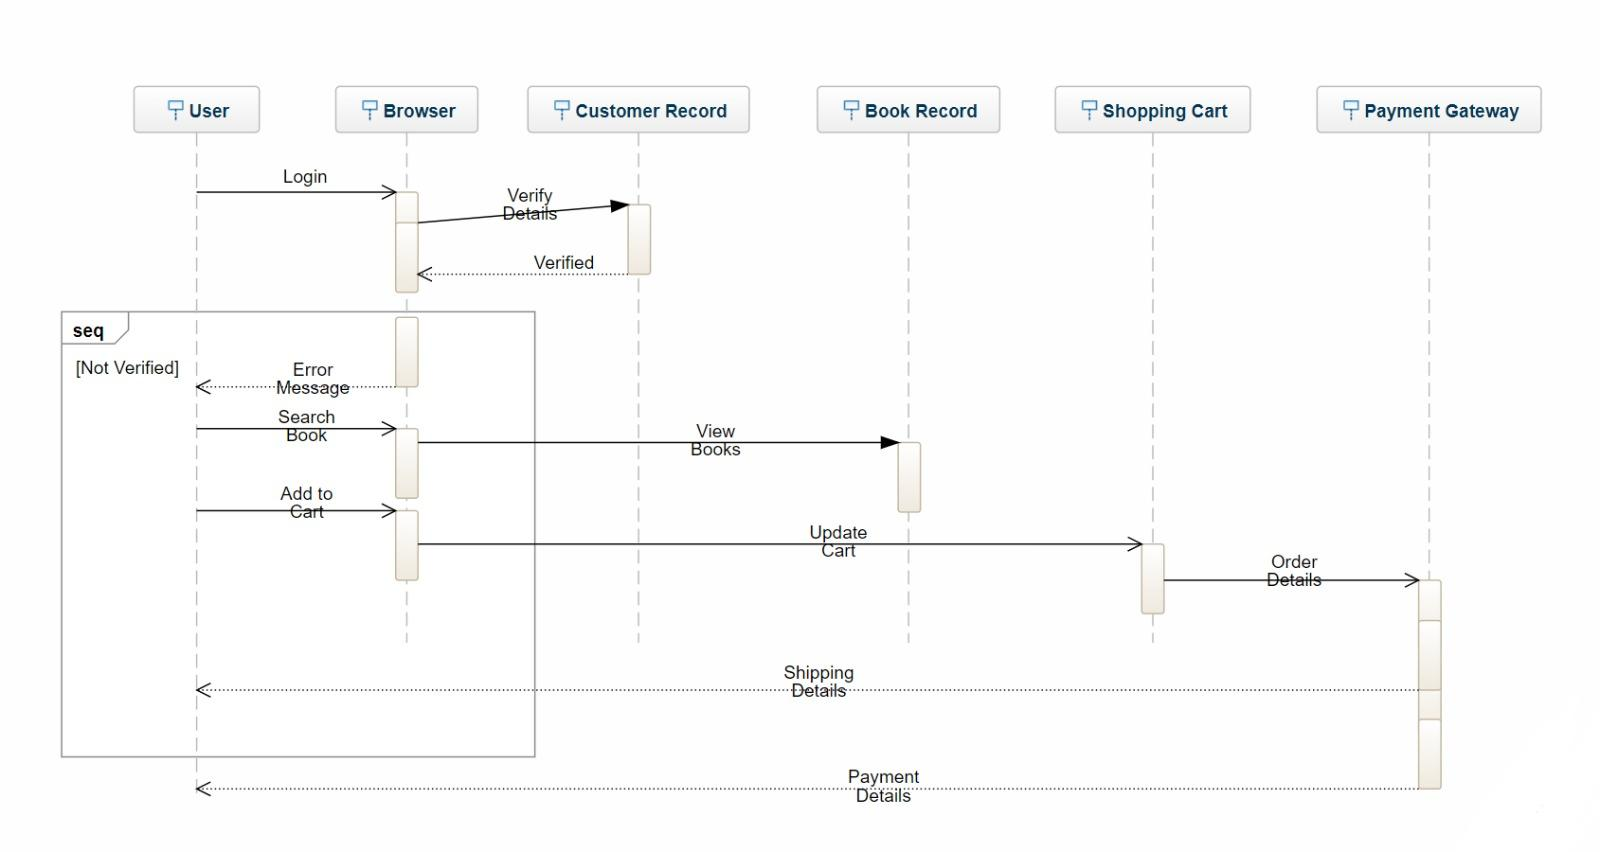 User
Browser
Customer Record
Book Record
Shopping Cart
Payment Gateway
Login
Verify
Details
Verified
seq
[Not Verified]
Error
Message
Search
Book
View
Books
Add to
Cart
Update
Cart
Order
Details
Shipping
Details
Payment
Details